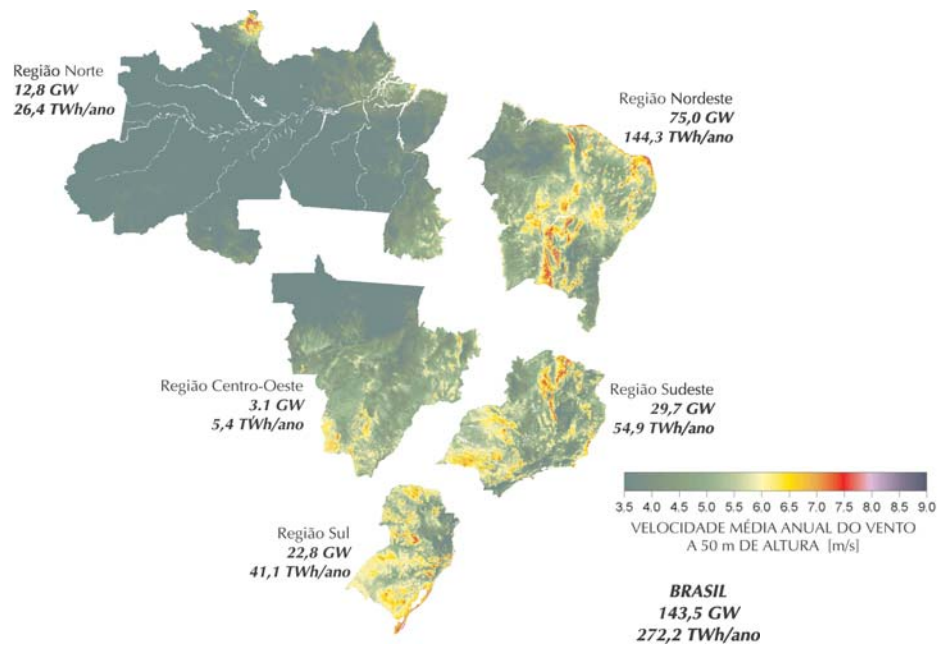 Região Norte
12,8 GW
26,4 TWh/ano
Região Nordeste
75,0 GW
144,3 TWh/ano
Região Centro-Oeste
3.1 GW
5,4 TWh/ano
Região Sudeste
29,7 GW
54,9 TWh/ano
Região Sul
22,8 GW
41,1 TWh/ano
3.5 4.0 4.5 5.0 5.5 6.0 6.5 7.0 7.5 8.0 8.5 9.0
VELOCIDADE MÉDIA ANUAL DO VENTO
A 50 m DE ALTURA [m/s]
BRASIL
143,5 GW
272,2 TWh/ano